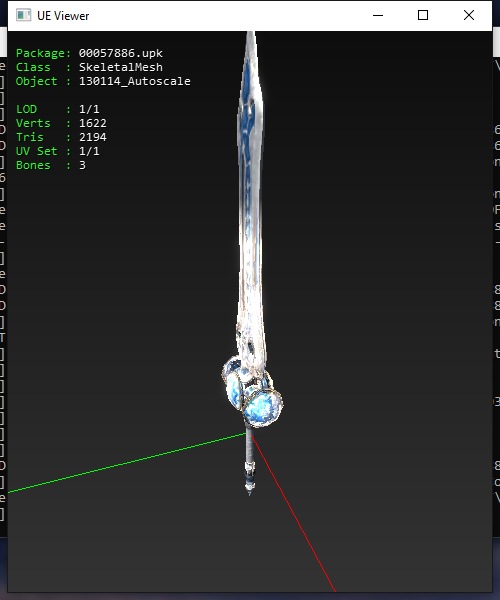 UE Viewer
Package: 00057886.upk
Class : SkeletalMesh
Object : 130114_Autoscale
LOD : 1/1
Verts : 1622
Tris : 2194
UV Set : 1/1
Bones : 3